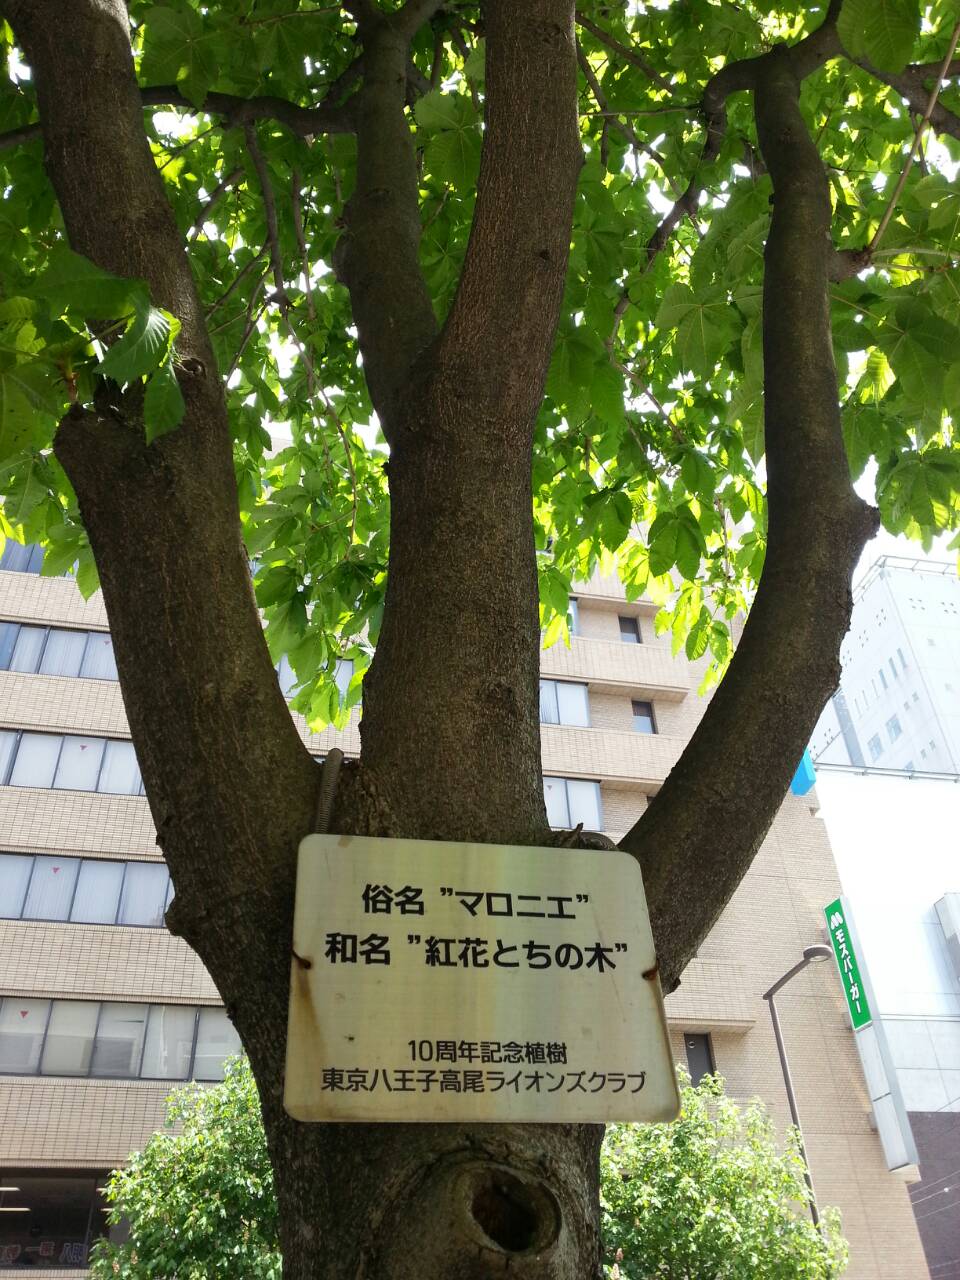 俗名 ”マロニエ”
和名 ”紅花とちの木”
10周年記念植樹
東京八王子高尾ライオンズクラブ
モスバーガー